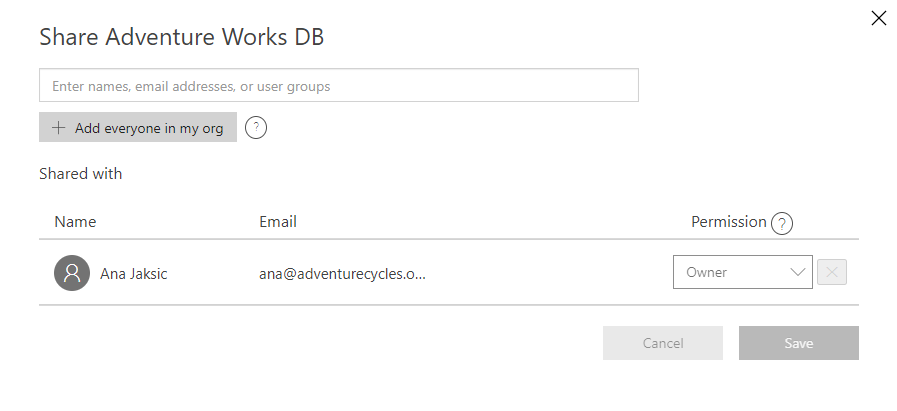 Share Adventure Works DB
Enter names, email addresses, or user groups
Add everyone in my org ?
Shared with
Name Email Permission ?
Ana Jaksic ana@adventurecycles.o... Owner
Cancel Save